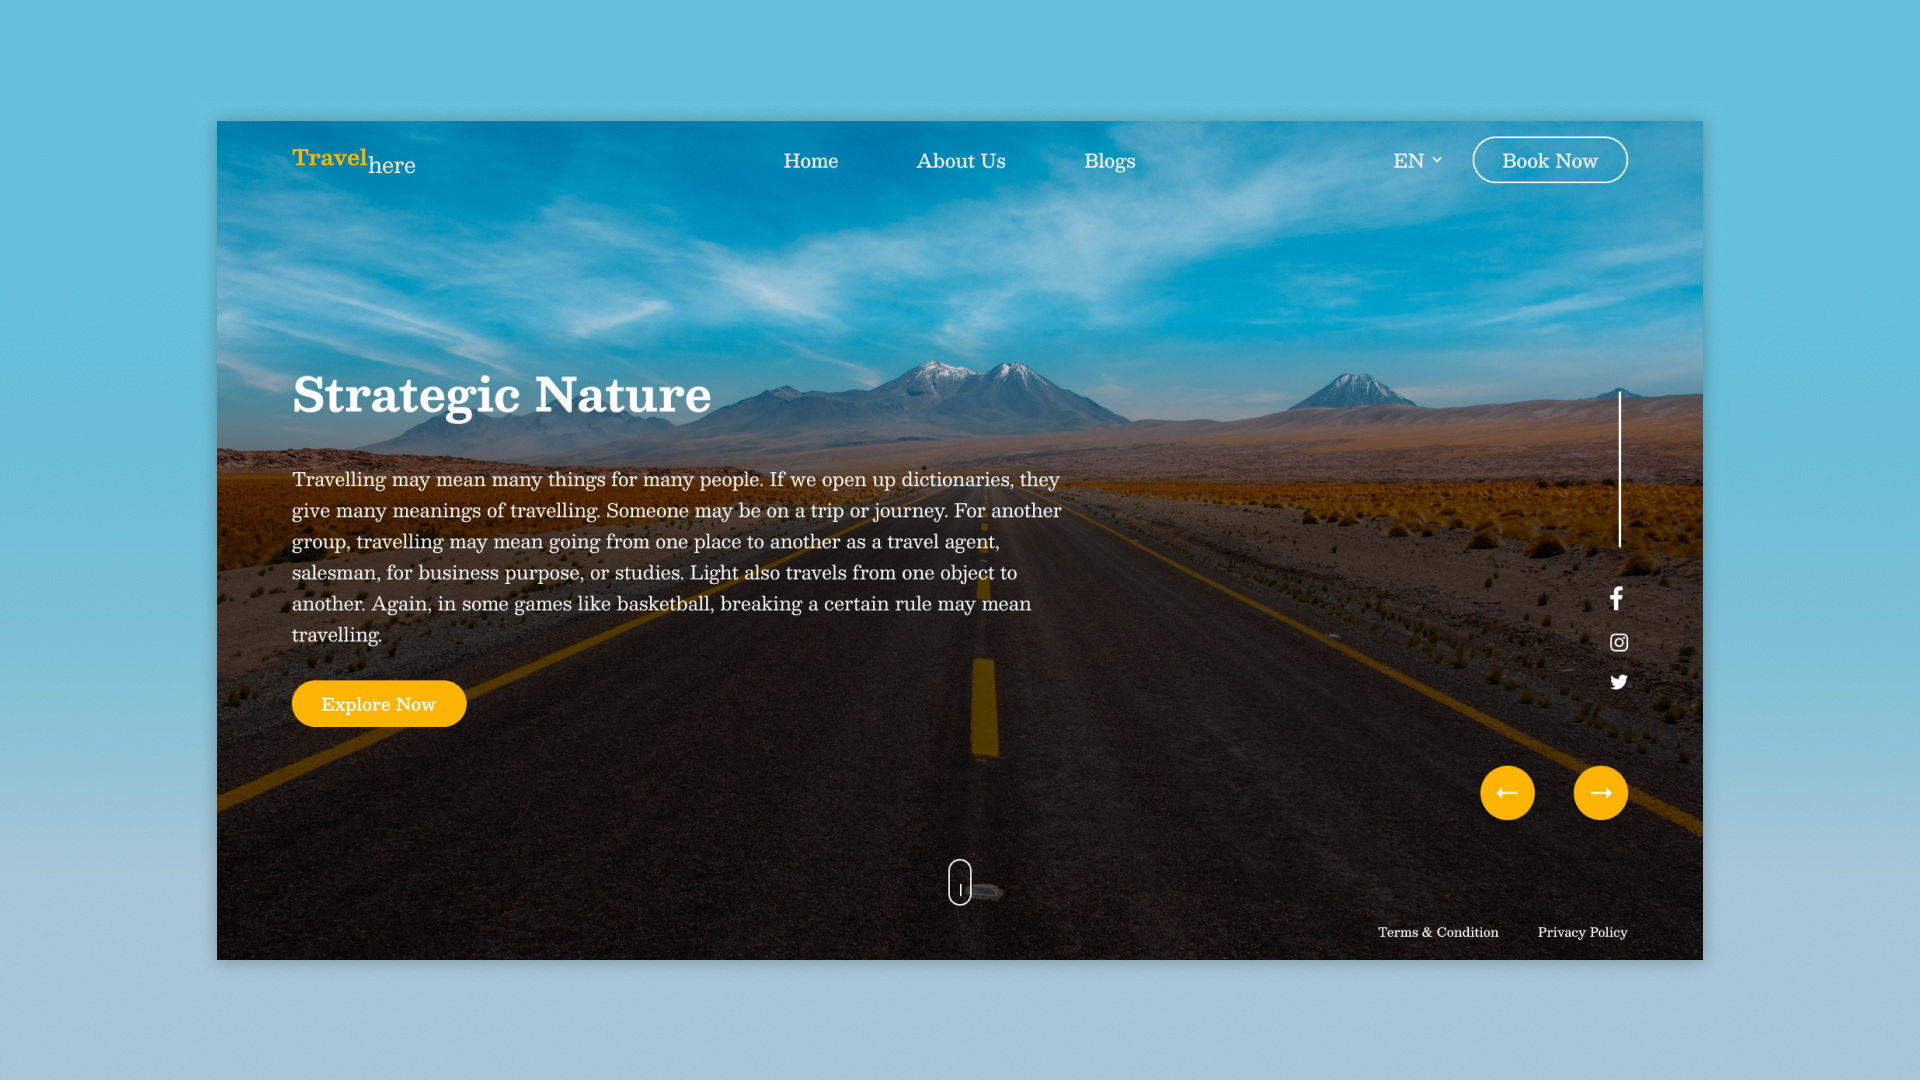 Travelhere
Home
About Us
Blogs
EN
Book Now
Strategic Nature
Travelling may mean many things for many people. If we open up dictionaries, they
give many meanings of travelling. Someone may be on a trip or journey. For another
group, travelling may mean going from one place to another as a travel agent,
salesman, for business purpose, or studies. Light also travels from one object to
another. Again, in some games like basketball, breaking a certain rule may mean
travelling.
Explore Now
Terms & Condition
Privacy Policy